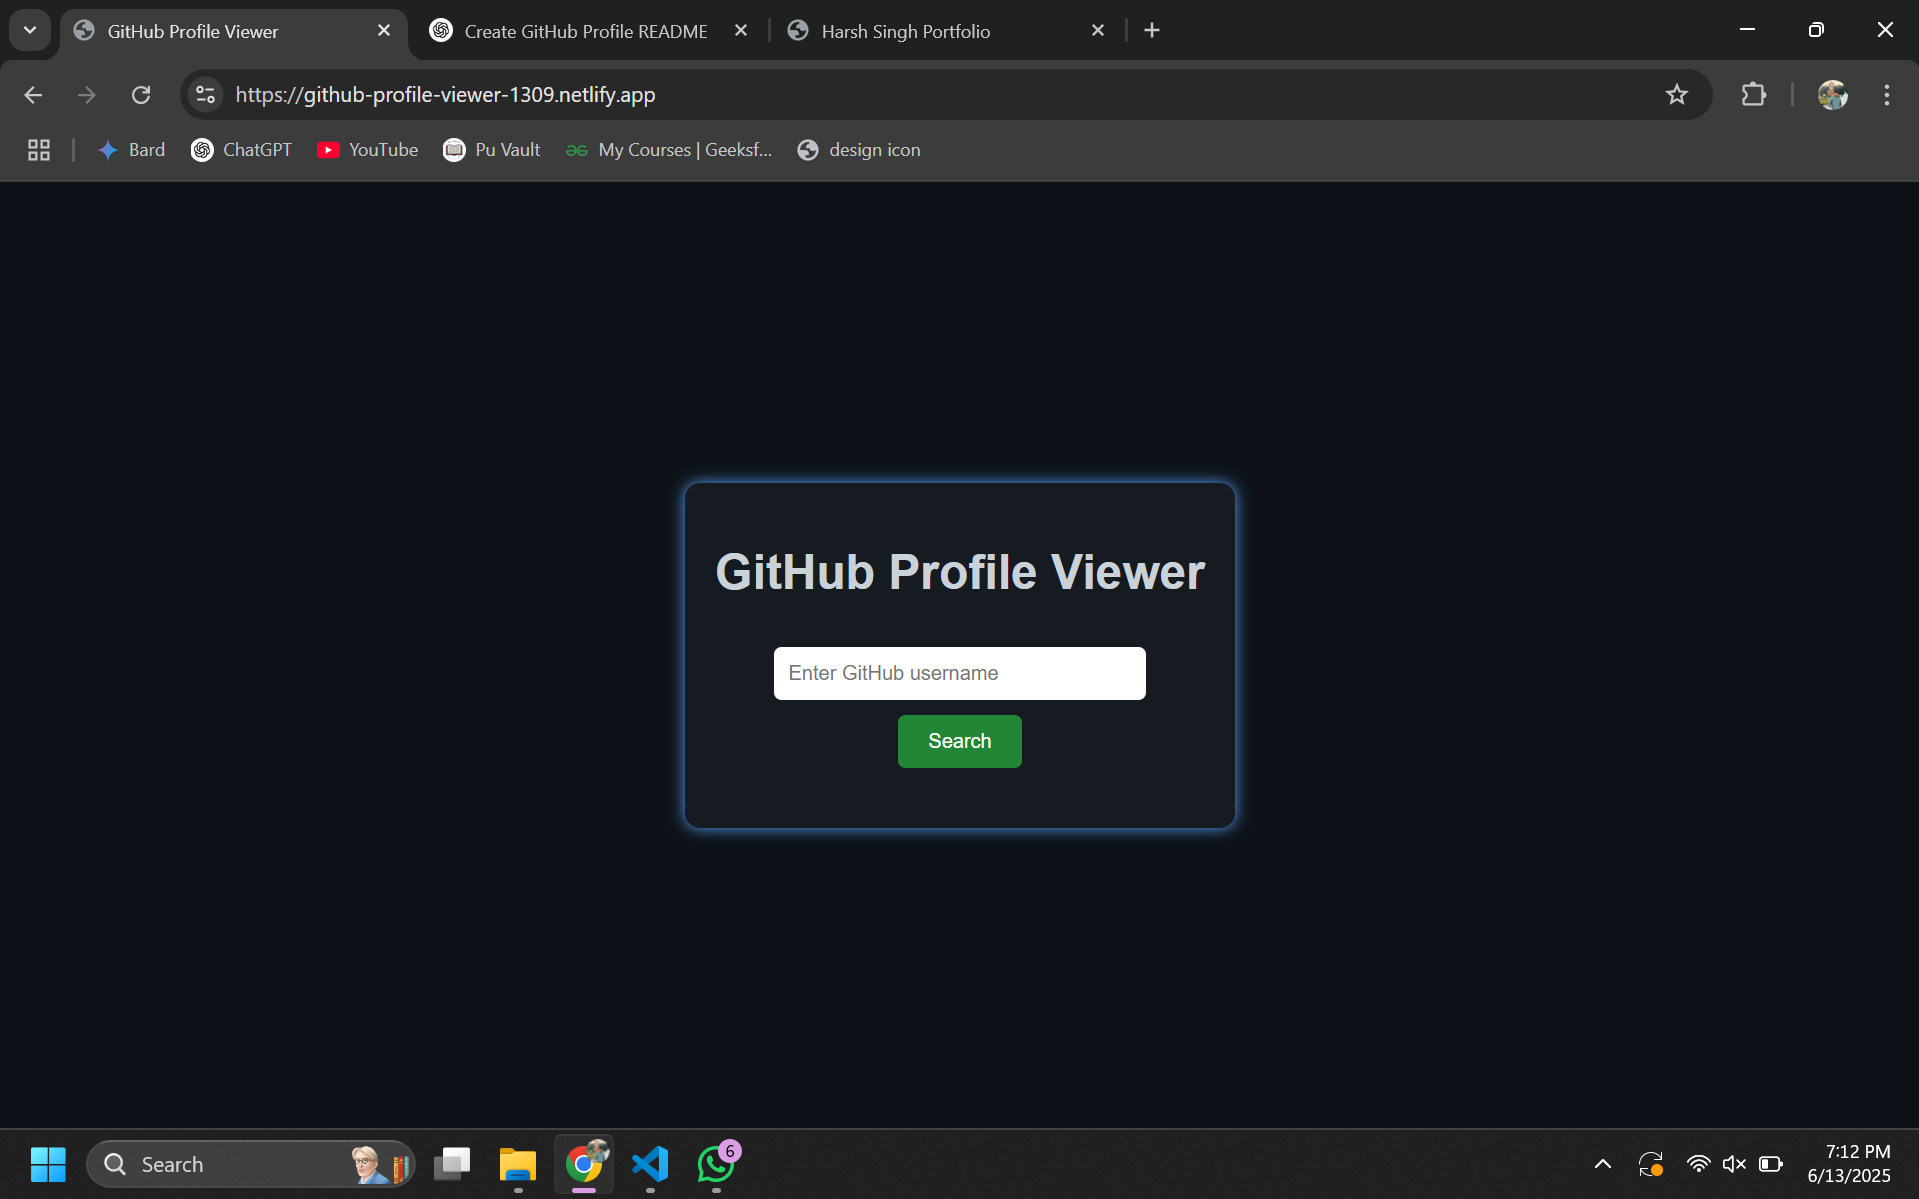 GitHub Profile Viewer
Create GitHub Profile README
Harsh Singh Portfolio
https://github-profile-viewer-1309.netlify.app
Bard
ChatGPT
YouTube
Pu Vault
My Courses | Geeksf...
design icon
GitHub Profile Viewer
Enter GitHub username
Search
Search
6
7:12 PM
6/13/2025